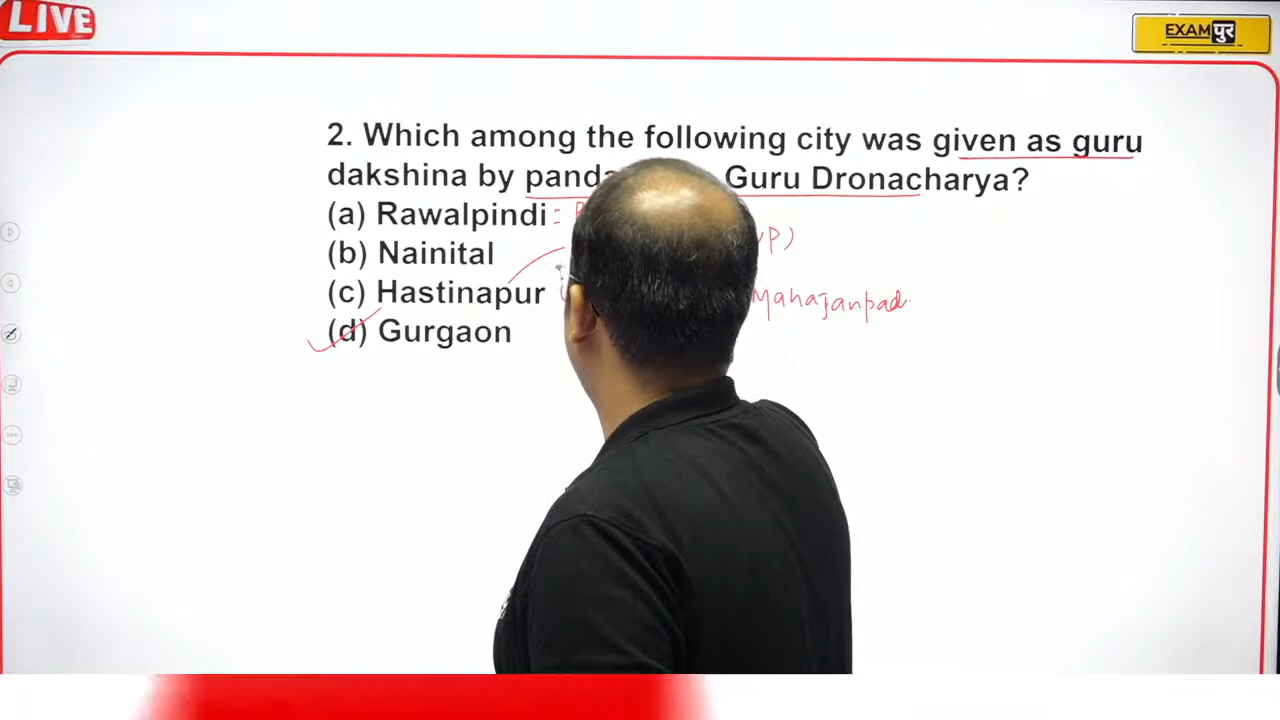 LIVE
EXAMपुर
2. Which among the following city was given as guru
dakshina by Guru Dronacharya?
(a) Rawalpindi :
(b) Nainital
(c) Hastinapur Mahajanpad
(d) Gurgaon